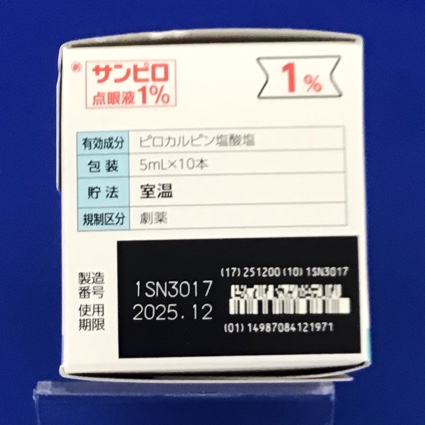 サンピロ
点眼液1%
1%
有効成分 ピロカルピン塩酸塩
包装 5mL×10本
貯法 室温
規制区分 劇薬
(17) 251200 (10) 1SN3017
製造番号 1SN3017
使用期限 2025.12
(01) 14987084121971